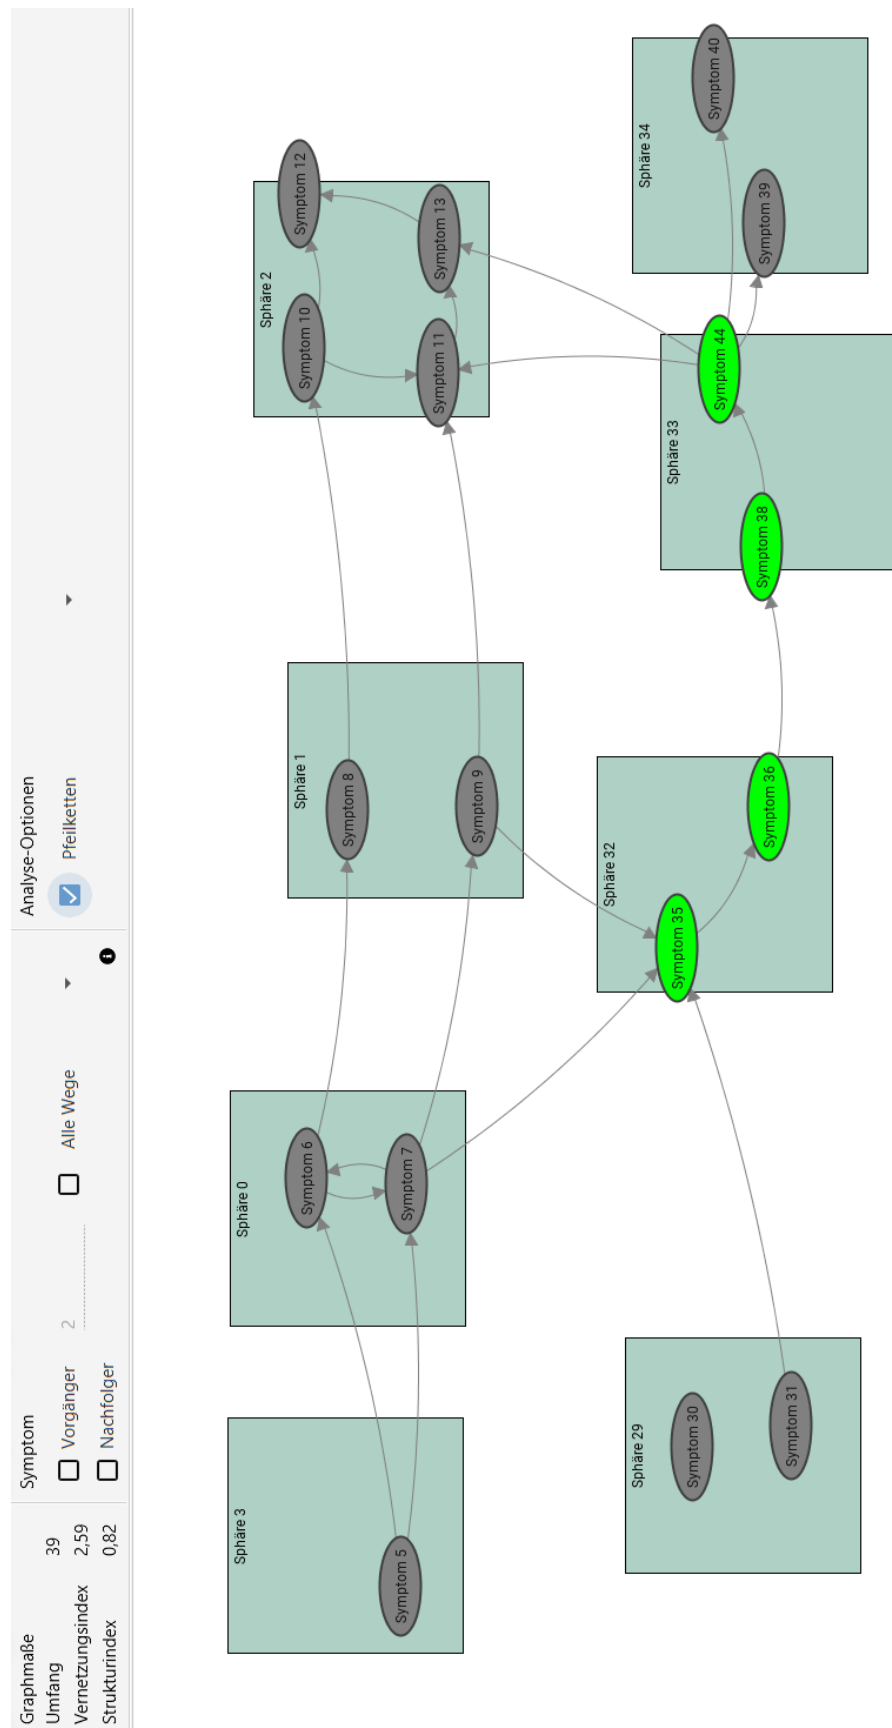 Graphmaße
Umfang 39
Vernetzungsindex 2,59
Strukturindex 0,82
Symptom
Vorgänger 2
Nachfolger
Alle Wege
Analyse-Optionen
Pfeilketten
Sphäre 3
Symptom 5
Sphäre 0
Symptom 6
Symptom 7
Sphäre 1
Symptom 8
Symptom 9
Sphäre 2
Symptom 10
Symptom 12
Symptom 11
Symptom 13
Sphäre 29
Symptom 30
Symptom 31
Sphäre 32
Symptom 35
Symptom 36
Sphäre 33
Symptom 38
Symptom 44
Sphäre 34
Symptom 40
Symptom 39